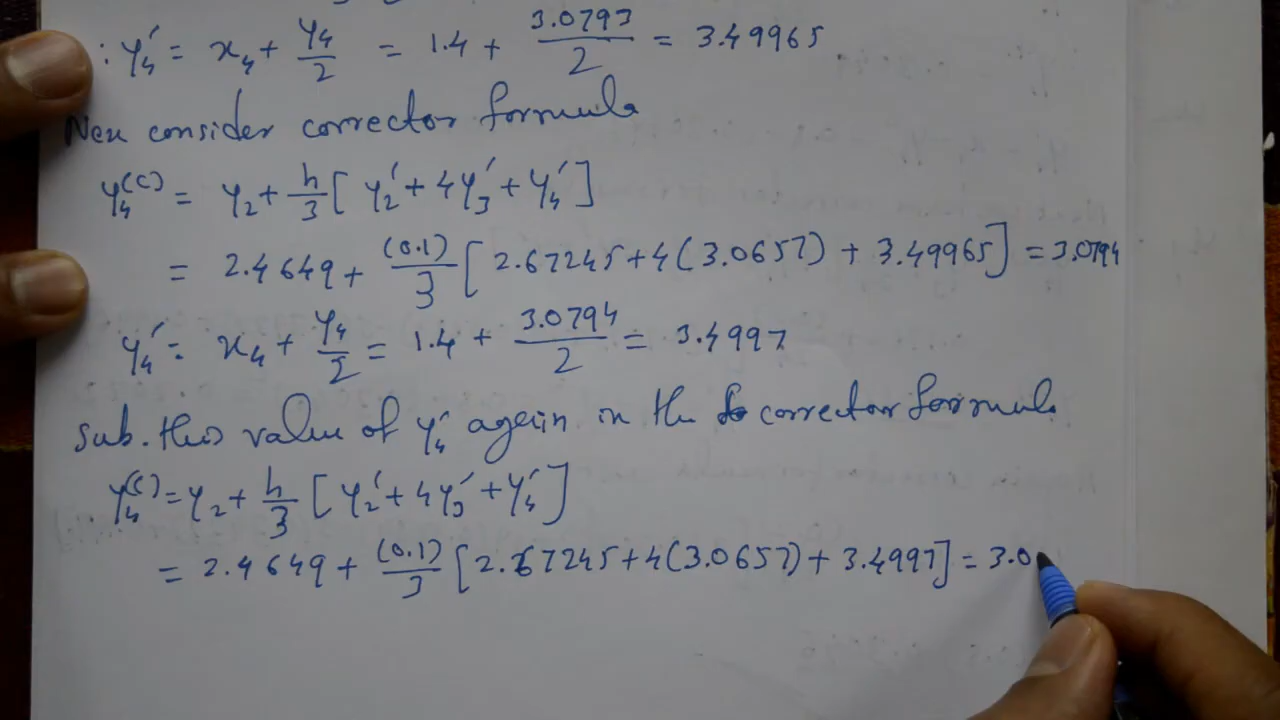 : y₄′ = x₄ + y₄/2 = 1.4 + 3.0793/2 = 3.49965
Nex consider corrector formula
y₄⁽ᶜ⁾ = y₂ + h/3 [ y₂′ + 4y₃′ + y₄′ ]
= 2.4649 + (0.1)/3 [ 2.67245 + 4(3.0657) + 3.49965 ] = 3.0794
y₄′ = x₄ + y₄/2 = 1.4 + 3.0794/2 = 3.4997
Sub. this value of y₄′ again in the corrector formula
y₄⁽ᶜ⁾ = y₂ + h/3 [ y₂′ + 4y₃′ + y₄′ ]
= 2.4649 + (0.1)/3 [ 2.67245 + 4(3.0657) + 3.4997 ] = 3.0